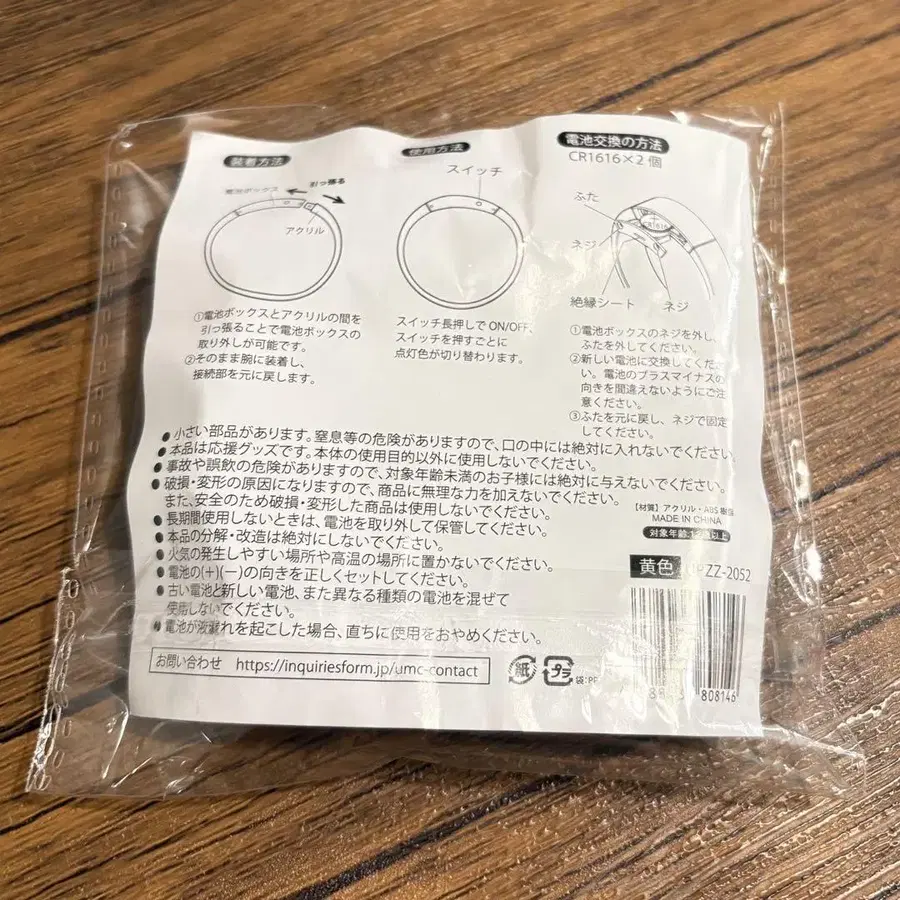 装着方法
電池ボックス
引っ張る
アクリル
①電池ボックスとアクリルの間を
引っ張ることで電池ボックスの
取り外しが可能です。
②そのまま腕に装着し、
接続部を元に戻します。
使用方法
スイッチ
スイッチ長押しでON/OFF、
スイッチを押すごとに
点灯色が切り替わります。
電池交換の方法
CR1616×2個
ふた
CR1616
ネジ
絶縁シート
ネジ
①電池ボックスのネジを外し、
ふたを外してください。
②新しい電池に交換してくださ
い。電池のプラスマイナスの
向きを間違えないようにご注
意ください。
③ふたを元に戻し、ネジで固定
してください。
●小さい部品があります。窒息等の危険がありますので、口の中には絶対に入れないでください。
●本品は応援グッズです。本体の使用目的以外に使用しないでください。
●事故や誤飲の危険がありますので、対象年齢未満のお子様には絶対に与えないでください。
●破損・変形の原因になりますので、商品に無理な力を加えないでください。
また、安全のため破損・変形した商品は使用しないでください。
●長期間使用しないときは、電池を取り外して保管してください。
●本品の分解・改造は絶対にしないでください。
●火気の発生しやすい場所や高温の場所に置かないでください。
●電池の(+)(−)の向きを正しくセットしてください。
●古い電池と新しい電池、また異なる種類の電池を混ぜて
使用しないでください。
●電池が液漏れを起こした場合、直ちに使用をおやめください。
【材質】アクリル・ABS樹脂
MADE IN CHINA
対象年齢
以上
黄色
ZZ-2052
808146
お問い合わせ https://inquiriesform.jp/umc-contact
紙
プラ
袋:PP